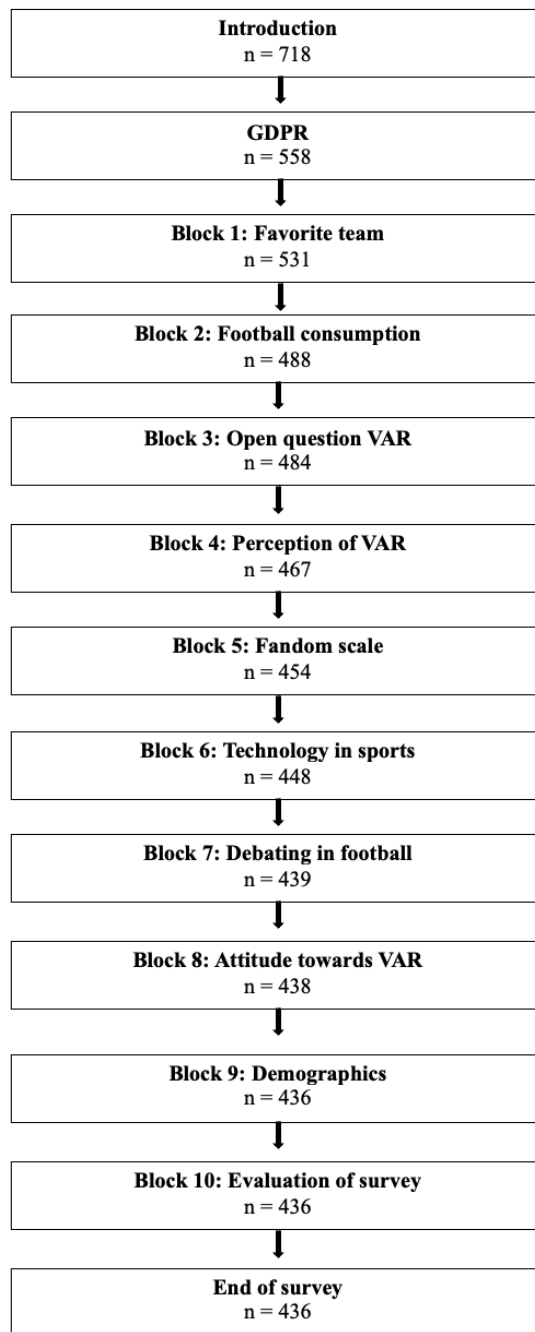 Introduction
n = 718
GDPR
n = 558
Block 1: Favorite team
n = 531
Block 2: Football consumption
n = 488
Block 3: Open question VAR
n = 484
Block 4: Perception of VAR
n = 467
Block 5: Fandom scale
n = 454
Block 6: Technology in sports
n = 448
Block 7: Debating in football
n = 439
Block 8: Attitude towards VAR
n = 438
Block 9: Demographics
n = 436
Block 10: Evaluation of survey
n = 436
End of survey
n = 436